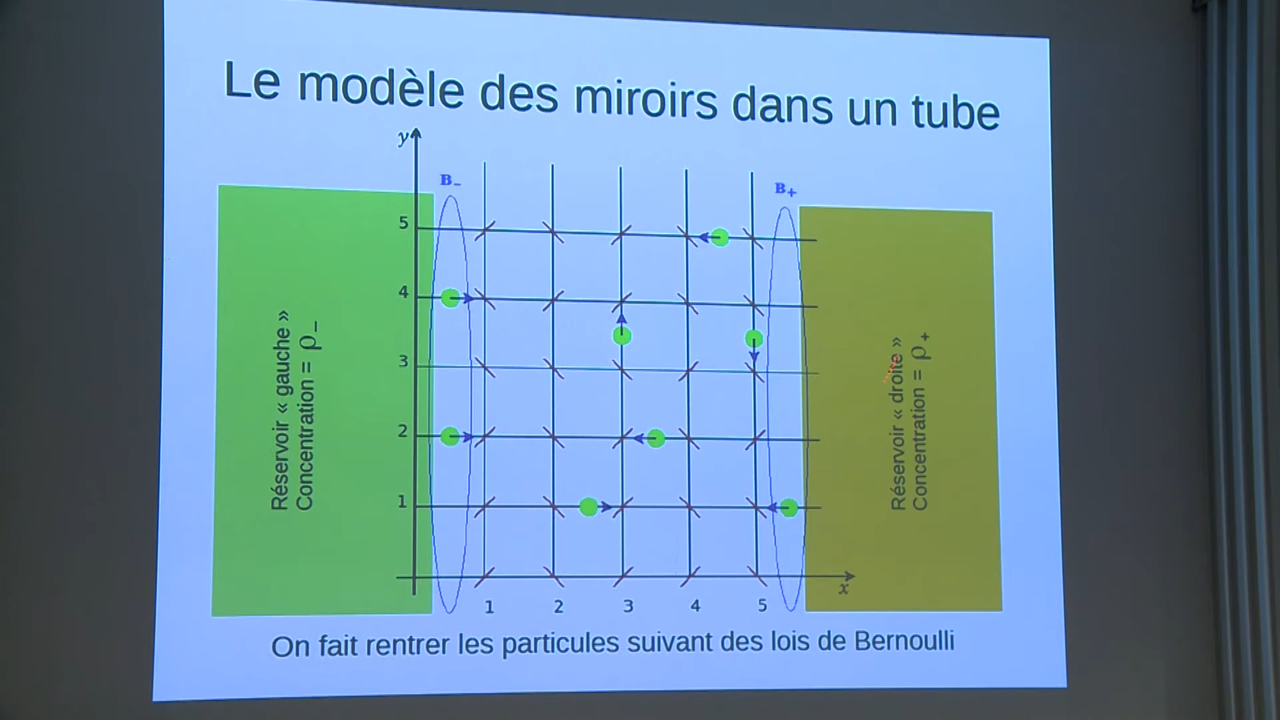 Le modèle des miroirs dans un tube
y
B₋
B₊
5
4
3
2
1
Réservoir « gauche »
Concentration = ρ₋
Réservoir « droite »
Concentration = ρ₊
x
1 2 3 4 5
On fait rentrer les particules suivant des lois de Bernoulli